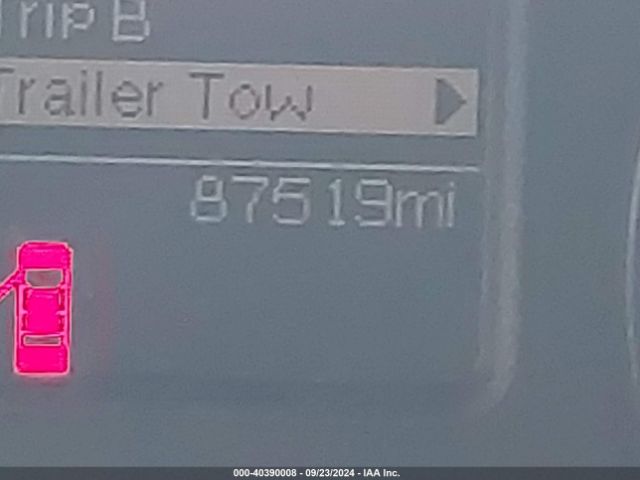 Trip B
Trailer Tow
87519mi
000-40390008 - 09/23/2024 - IAA Inc.